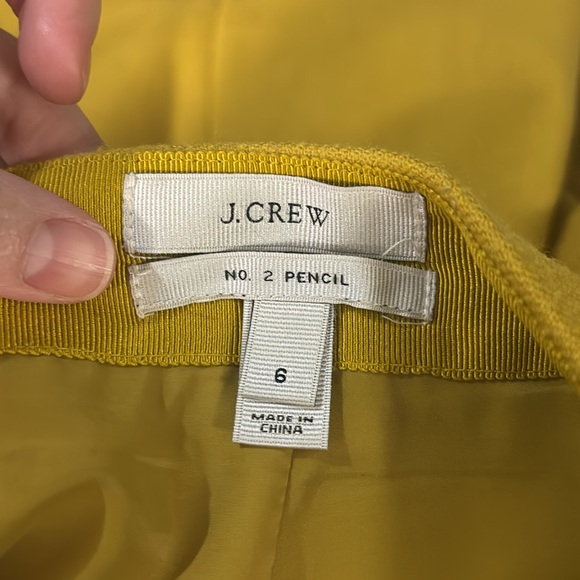 J.CREW
NO. 2 PENCIL
6
MADE IN
CHINA